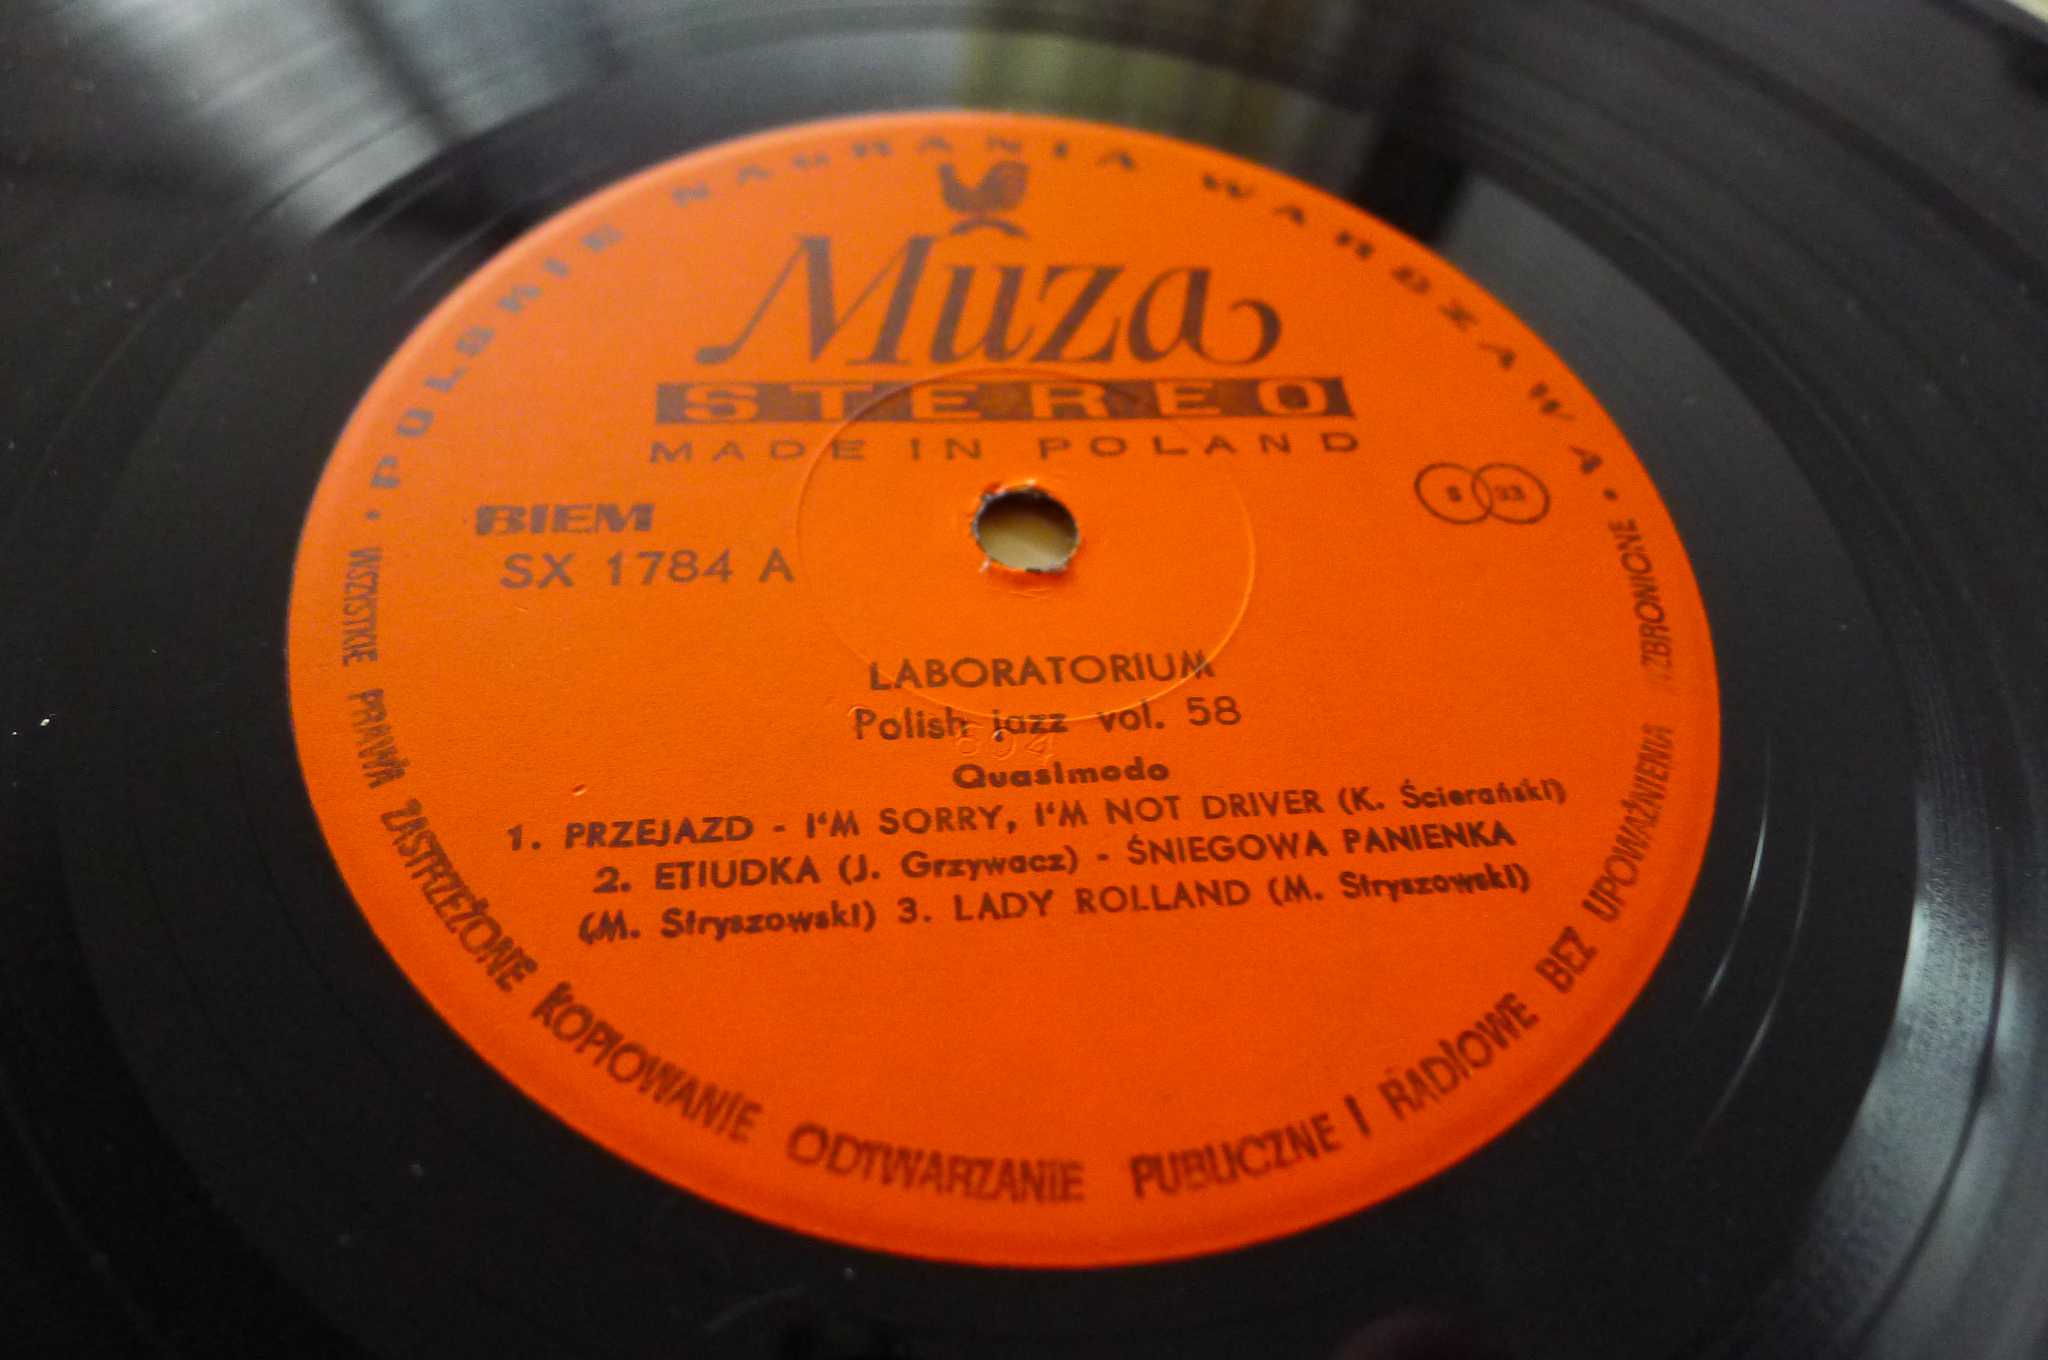 • POLSKIE NAGRANIA WARSZAWA •
Muza
STEREO
MADE IN POLAND
BIEM
S 33
SX 1784 A
LABORATORIUM
Polish jazz vol. 58
Quasimodo
1. PRZEJAZD - I'M SORRY, I'M NOT DRIVER (K. Ścierański)
2. ETIUDKA (J. Grzywacz) - ŚNIEGOWA PANIENKA
(M. Stryszowski) 3. LADY ROLLAND (M. Stryszowski)
WSZYSTKIE PRAWA ZASTRZEŻONE KOPIOWANIE ODTWARZANIE PUBLICZNE I RADIOWE BEZ UPOWAŻNIENIA WZBRONIONE